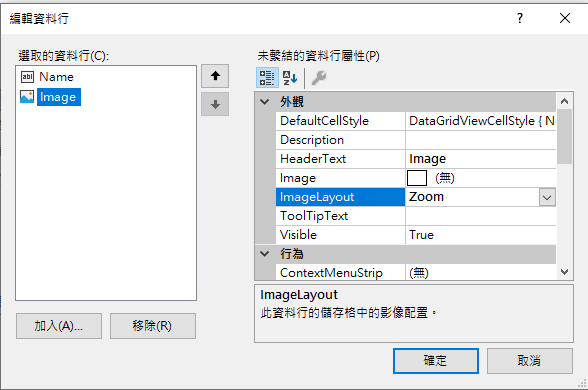 編輯資料行
選取的資料行(C):
Name
Image
加入(A)...
移除(R)
未繫結的資料行屬性(P)
外觀
DefaultCellStyle DataGridViewCellStyle { N
Description
HeaderText Image
Image (無)
ImageLayout Zoom
ToolTipText
Visible True
行為
ContextMenuStrip (無)
ImageLayout
此資料行的儲存格中的影像配置。
確定
取消